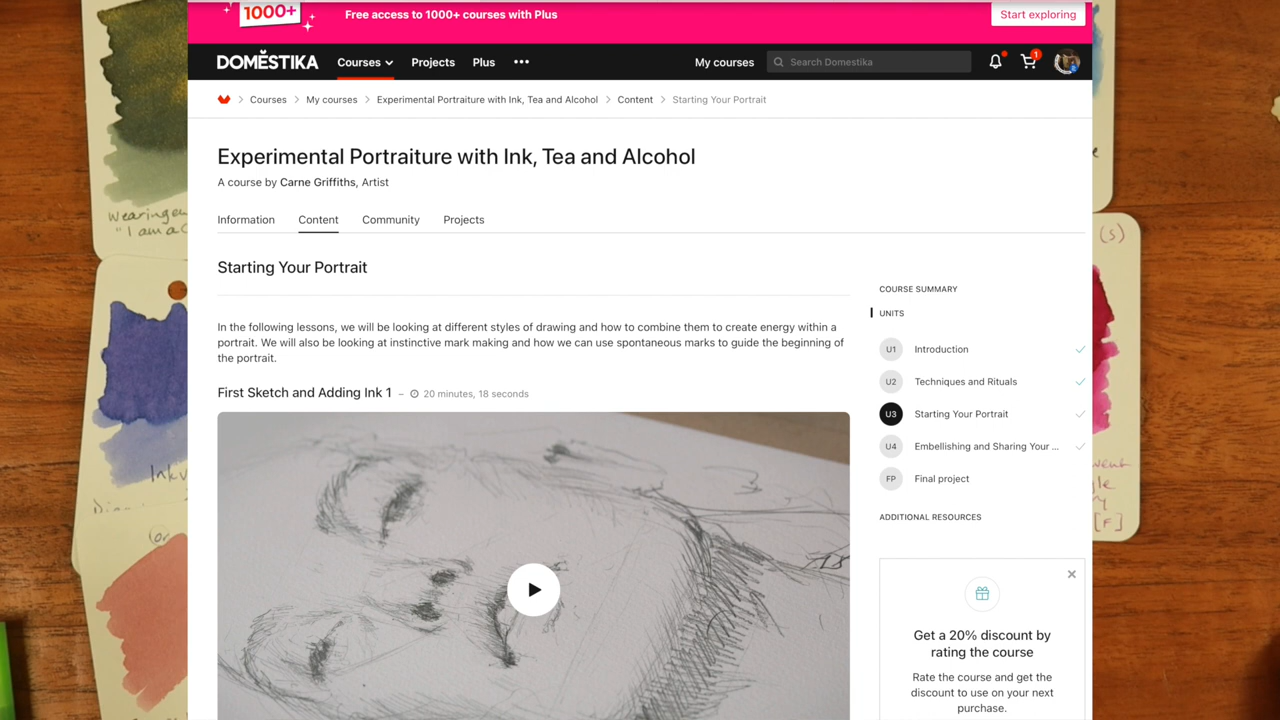 1000+
Free access to 1000+ courses with Plus
Start exploring
DOMESTIKA
Courses
Projects
Plus
•••
My courses
Search Domestika
1
Courses
My courses
Experimental Portraiture with Ink, Tea and Alcohol
Content
Starting Your Portrait
Experimental Portraiture with Ink, Tea and Alcohol
A course by Carne Griffiths, Artist
Information
Content
Community
Projects
Starting Your Portrait
In the following lessons, we will be looking at different styles of drawing and how to combine them to create energy within a
portrait. We will also be looking at instinctive mark making and how we can use spontaneous marks to guide the beginning of
the portrait.
First Sketch and Adding Ink 1 – 20 minutes, 18 seconds
COURSE SUMMARY
UNITS
U1 Introduction
U2 Techniques and Rituals
U3 Starting Your Portrait
U4 Embellishing and Sharing Your ...
FP Final project
ADDITIONAL RESOURCES
Get a 20% discount by
rating the course
Rate the course and get the
discount to use on your next
purchase.
"I am a
(S)
[F]